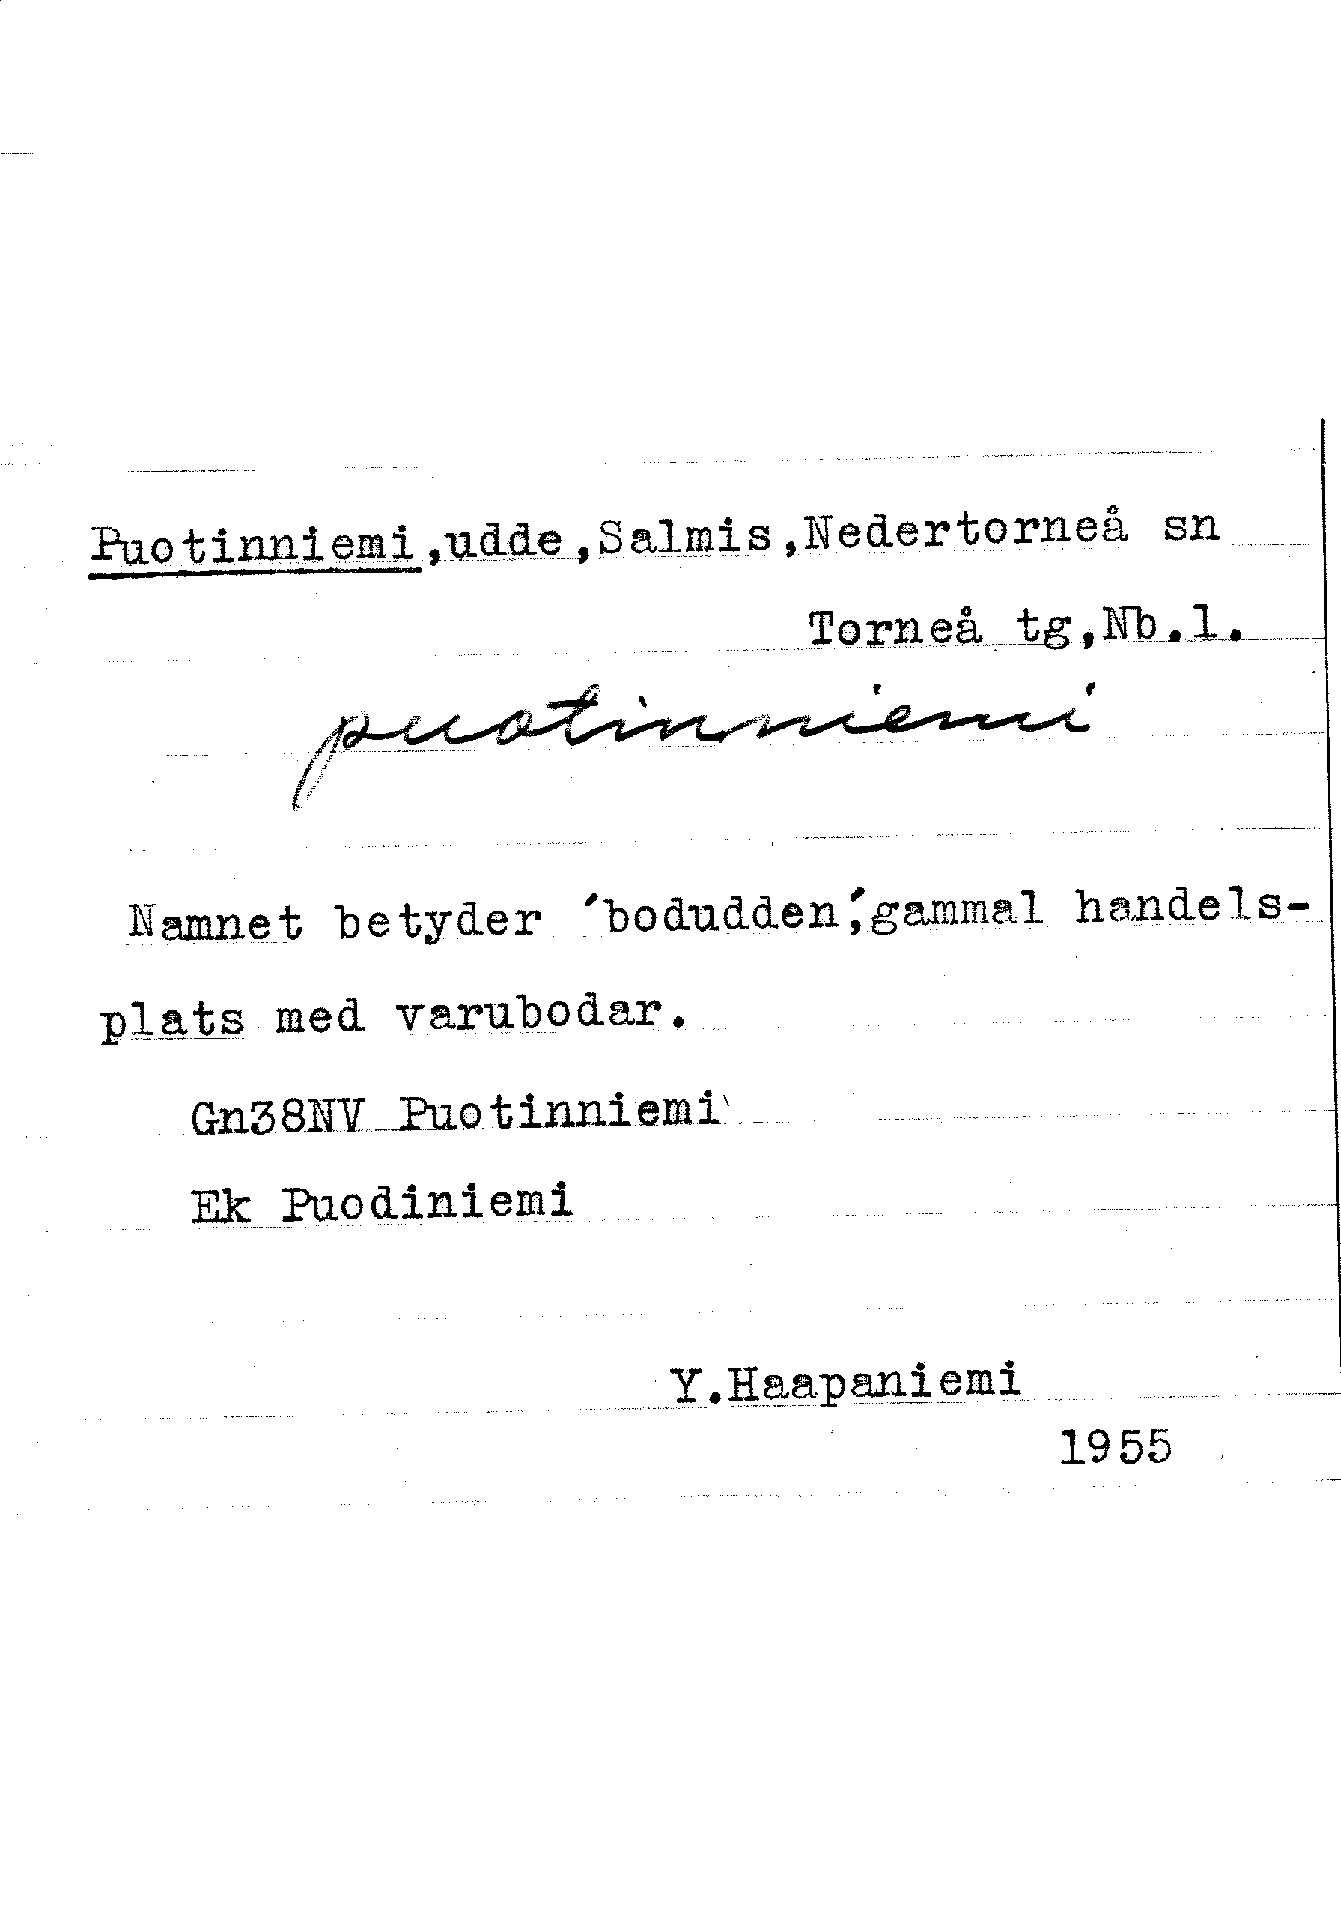 Puotinniemi,udde,Salmis,Nedertorneå sn
Torneå tg,Nb.l.
puotinniemi
Namnet betyder ´bodudden´,gammal handels-
plats med varubodar.
Gn38NV Puotinniemi
Ek Puodiniemi
Y.Haapaniemi
1955